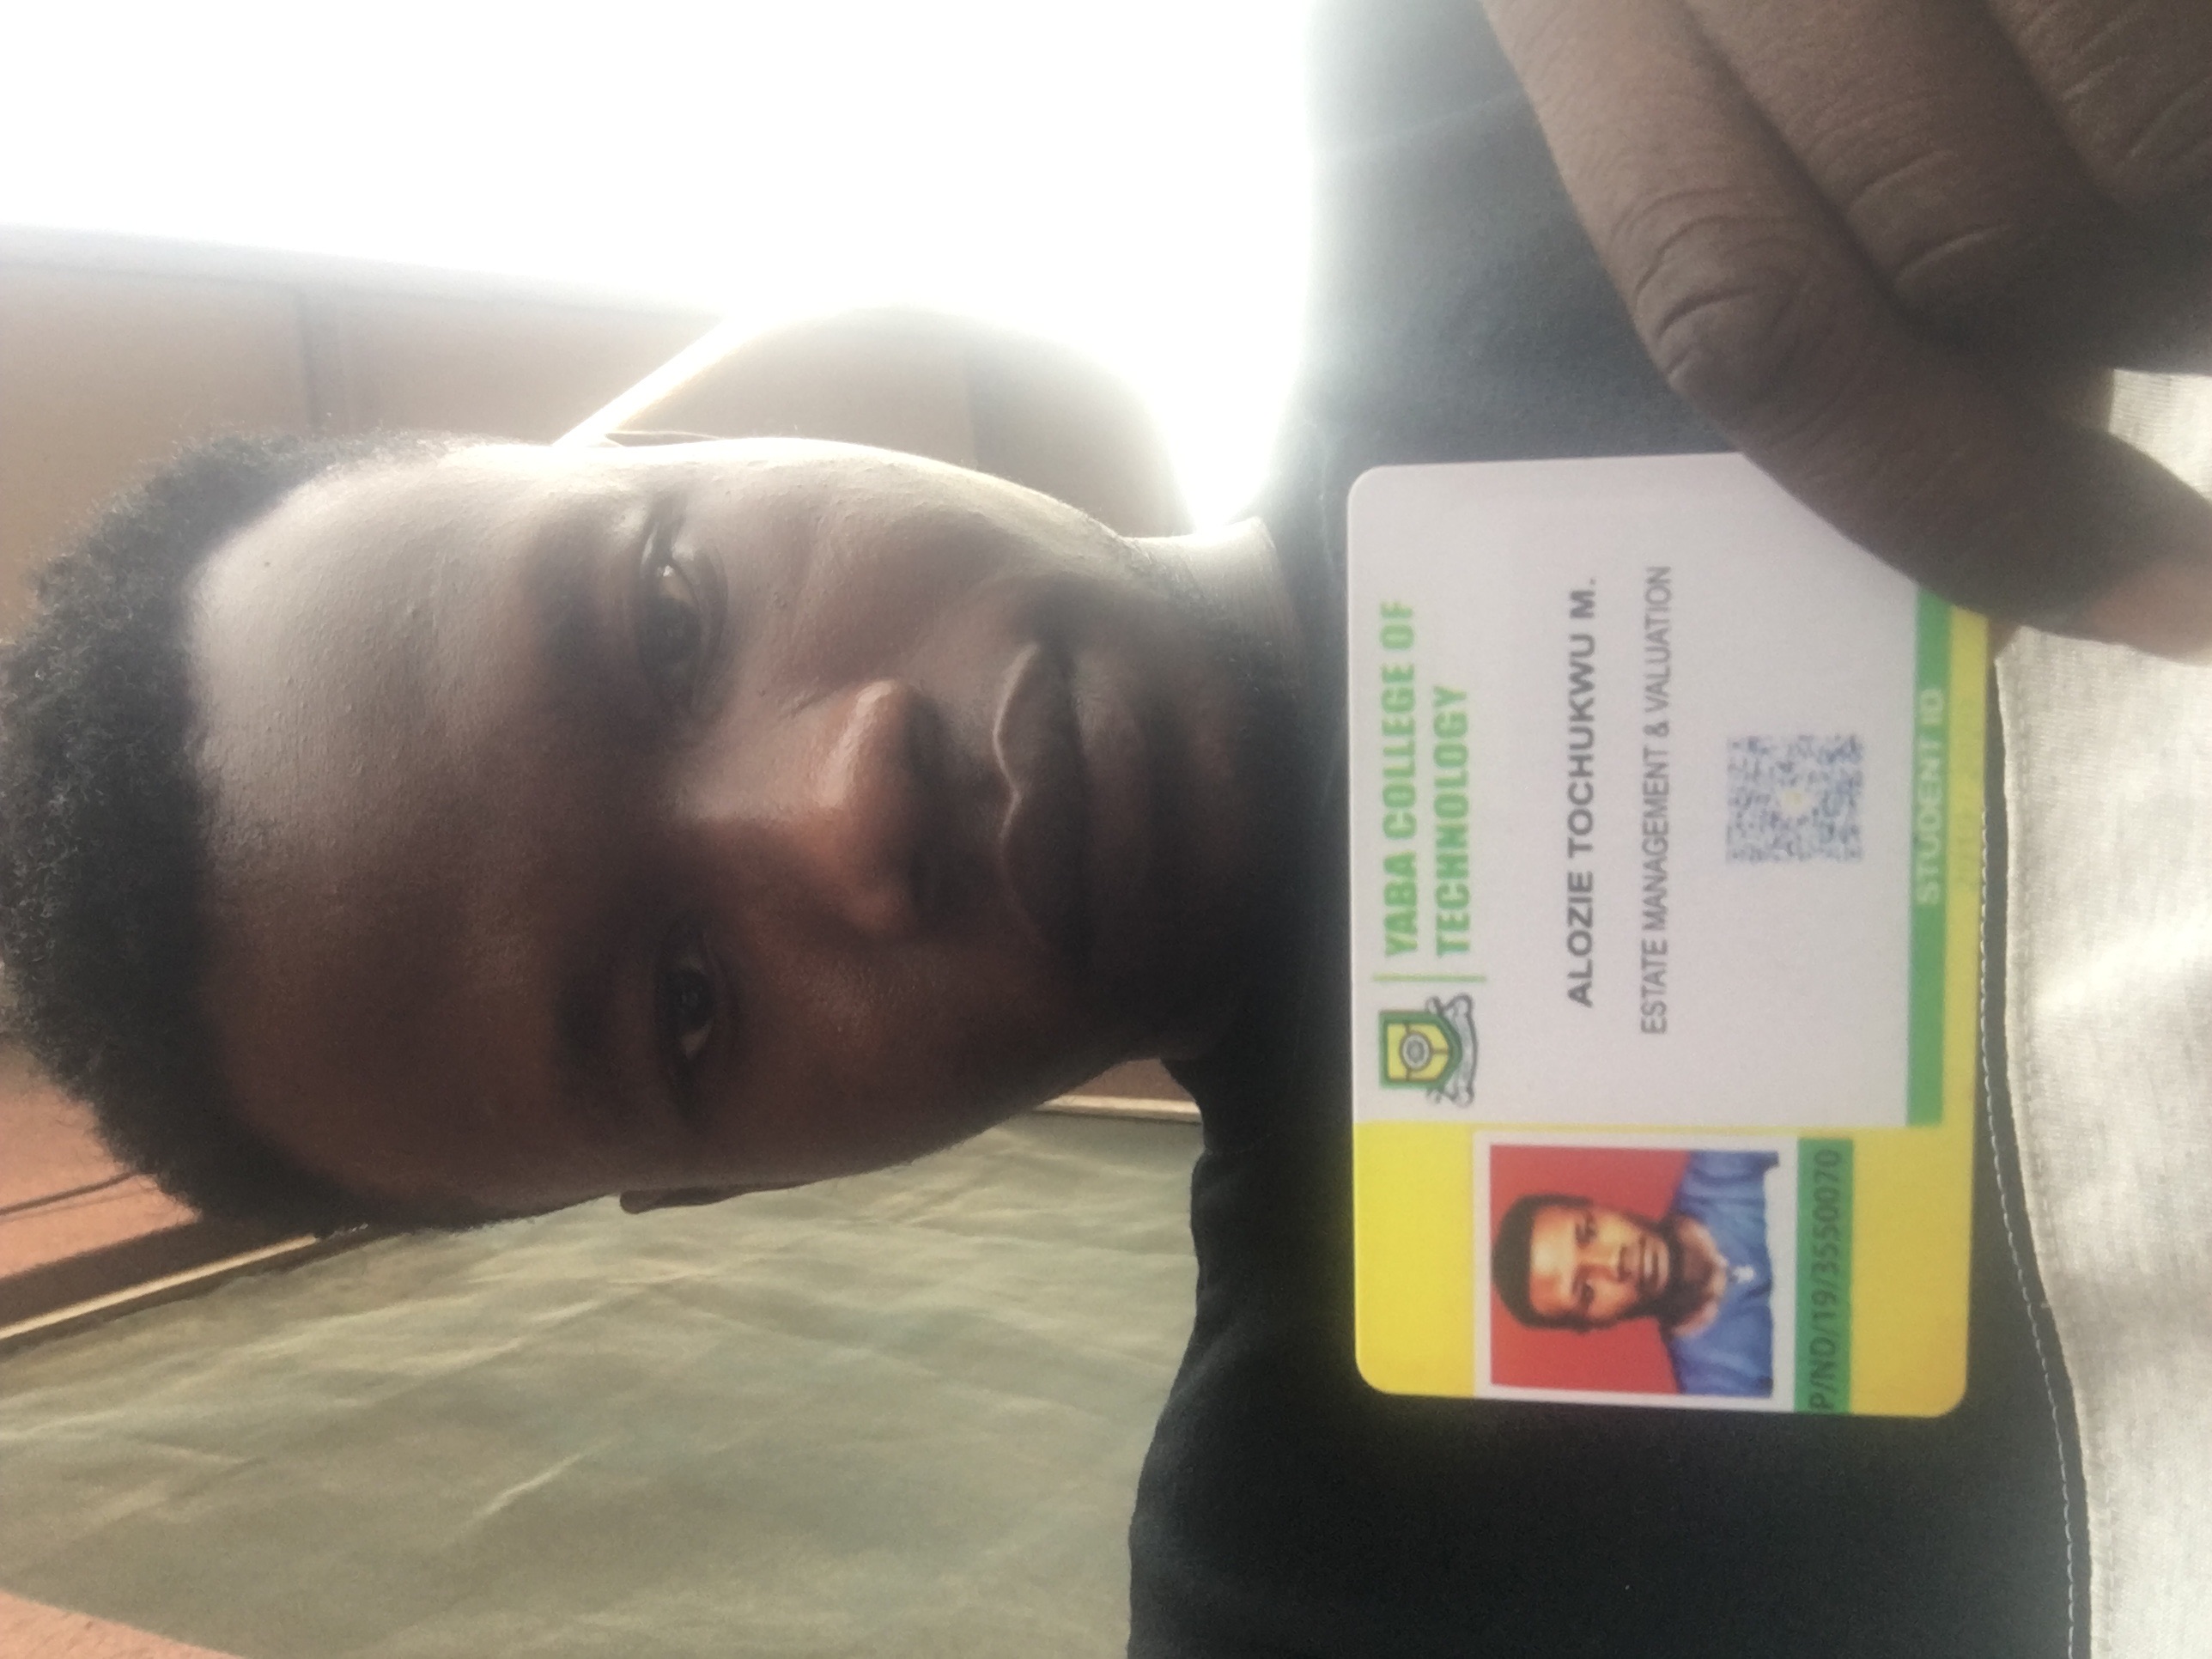 YABA COLLEGE OF
TECHNOLOGY
ALOZIE TOCHUKWU M.
ESTATE MANAGEMENT & VALUATION
P/ND/19/3550070
STUDENT ID